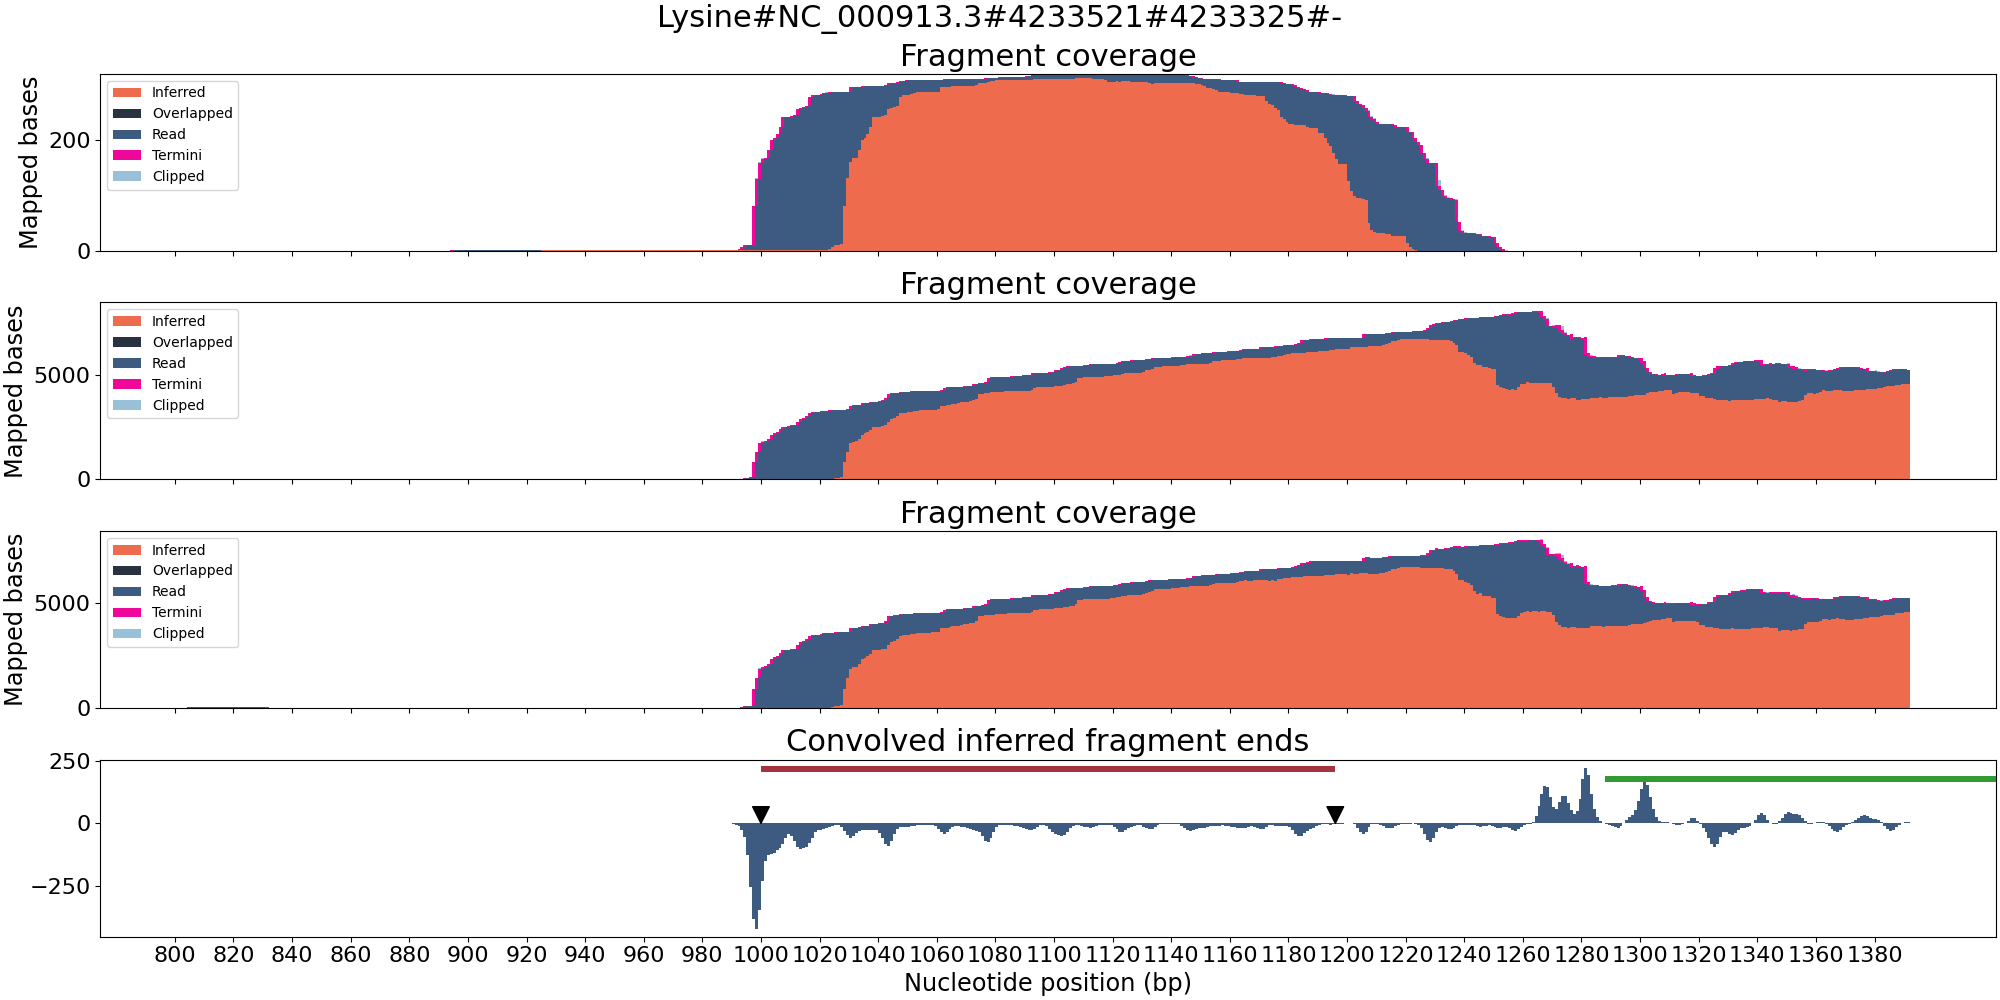 Lysine#NC_000913.3#4233521#4233325#-
Fragment coverage
Mapped bases
200
0
Inferred
Overlapped
Read
Termini
Clipped
Fragment coverage
Mapped bases
5000
0
Inferred
Overlapped
Read
Termini
Clipped
Fragment coverage
Mapped bases
5000
0
Inferred
Overlapped
Read
Termini
Clipped
Convolved inferred fragment ends
250
0
−250
800 820 840 860 880 900 920 940 960 980 1000 1020 1040 1060 1080 1100 1120 1140 1160 1180 1200 1220 1240 1260 1280 1300 1320 1340 1360 1380
Nucleotide position (bp)